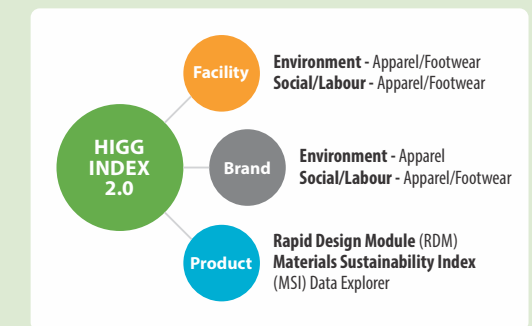 HIGG
INDEX
2.0
Facility
Environment - Apparel/Footwear
Social/Labour - Apparel/Footwear
Brand
Environment - Apparel
Social/Labour - Apparel/Footwear
Product
Rapid Design Module (RDM)
Materials Sustainability Index
(MSI) Data Explorer